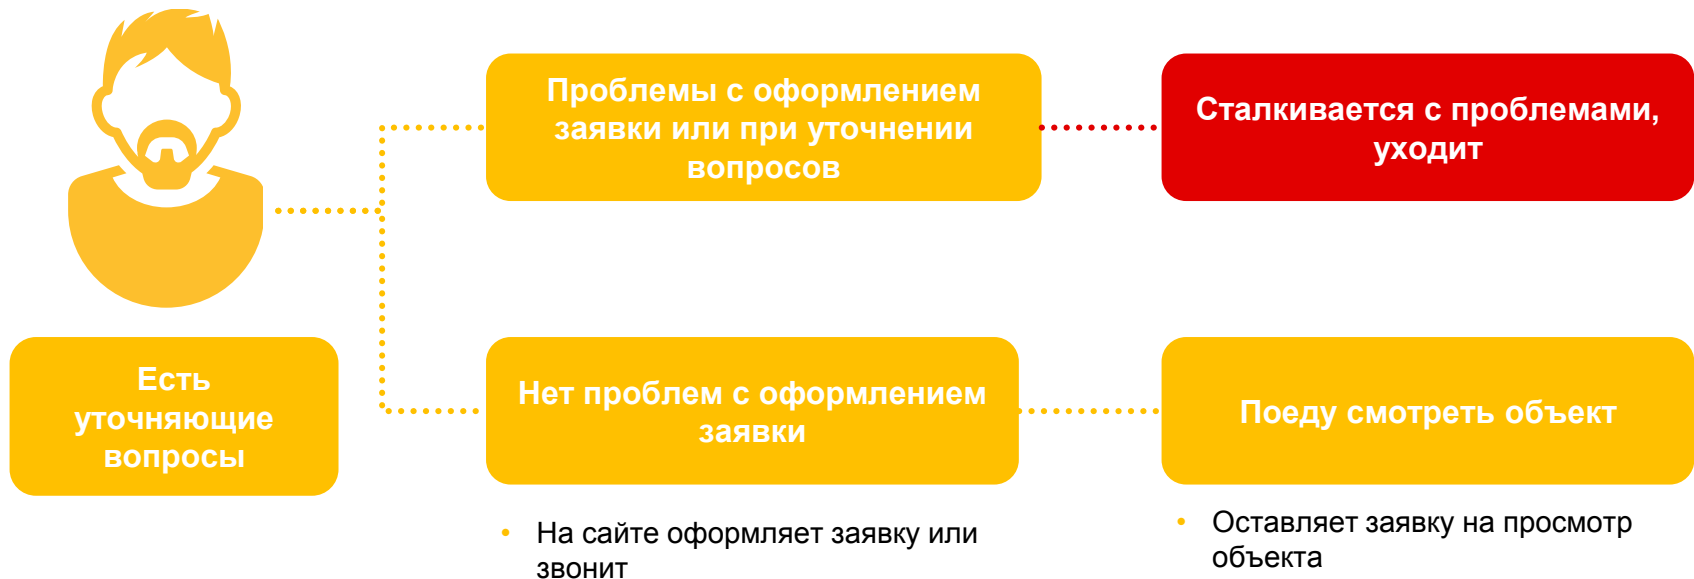 Проблемы с оформлением
заявки или при уточнении
вопросов
Сталкивается с проблемами,
уходит
Есть
уточняющие
вопросы
Нет проблем с оформлением
заявки
Поеду смотреть объект
• На сайте оформляет заявку или
звонит
• Оставляет заявку на просмотр
объекта